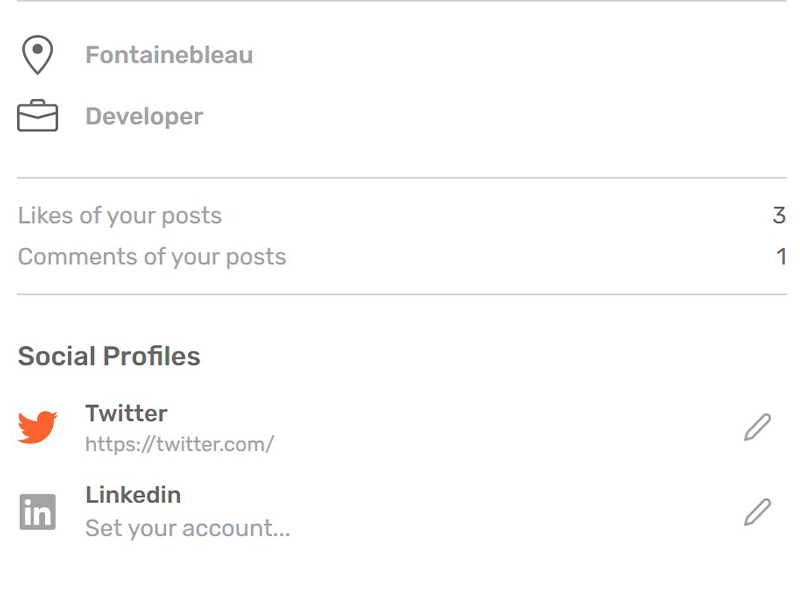 Fontainebleau
Developer
Likes of your posts 3
Comments of your posts 1
Social Profiles
Twitter
https://twitter.com/
in Linkedin
Set your account...